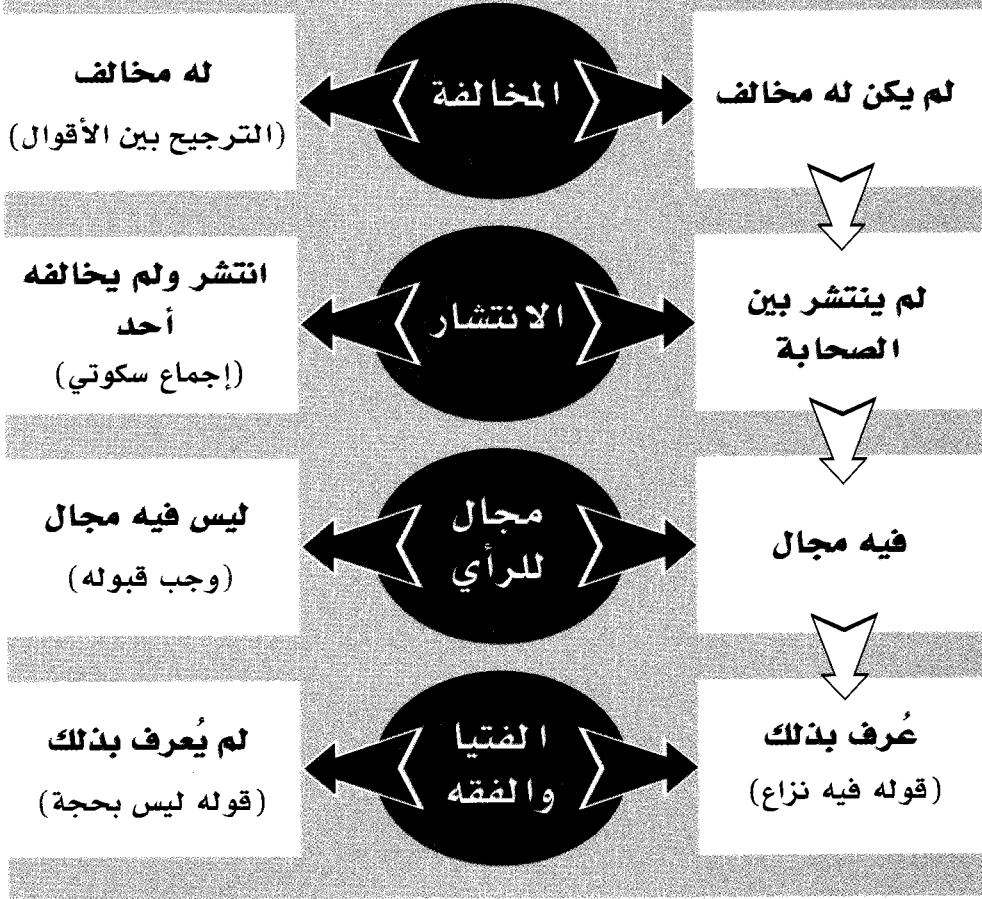 لم يكن له مخالف
المخالفة
له مخالف
(الترجيح بين الأقوال)
لم ينتشر بين
الصحابة
الانتشار
انتشر ولم يخالفه
أحد
(إجماع سكوتي)
فيه مجال
مجال
للرأي
ليس فيه مجال
(وجب قبوله)
عُرف بذلك
(قوله فيه نزاع)
الفتيا
والفقه
لم يُعرف بذلك
(قوله ليس بحجة)